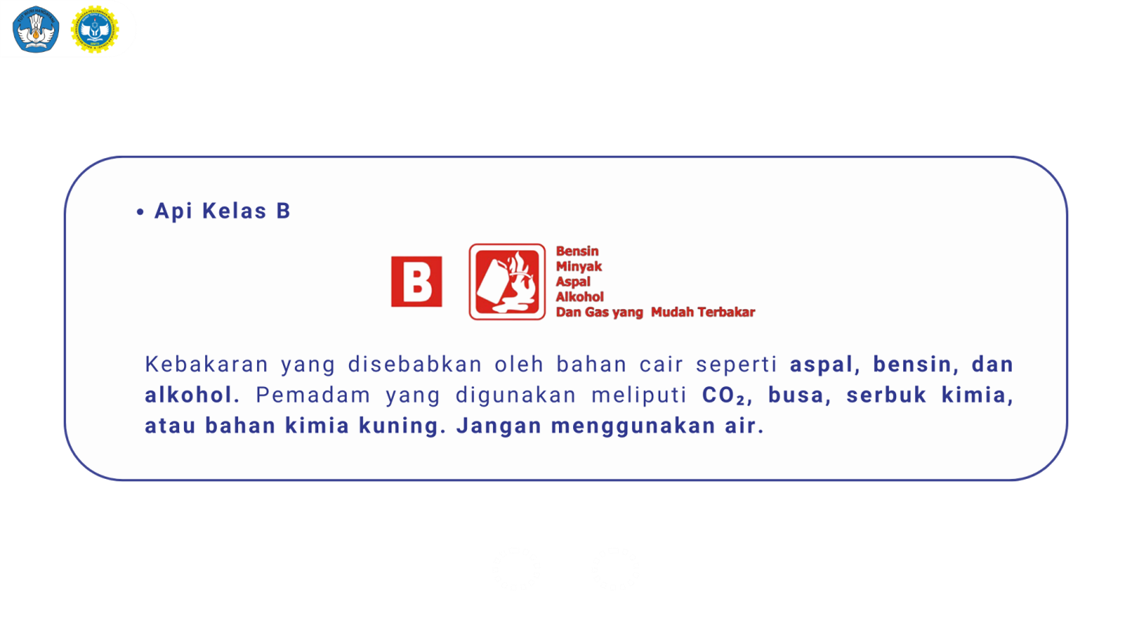 • Api Kelas B
B
Bensin
Minyak
Aspal
Alkohol
Dan Gas yang Mudah Terbakar
Kebakaran yang disebabkan oleh bahan cair seperti aspal, bensin, dan
alkohol. Pemadam yang digunakan meliputi CO₂, busa, serbuk kimia,
atau bahan kimia kuning. Jangan menggunakan air.